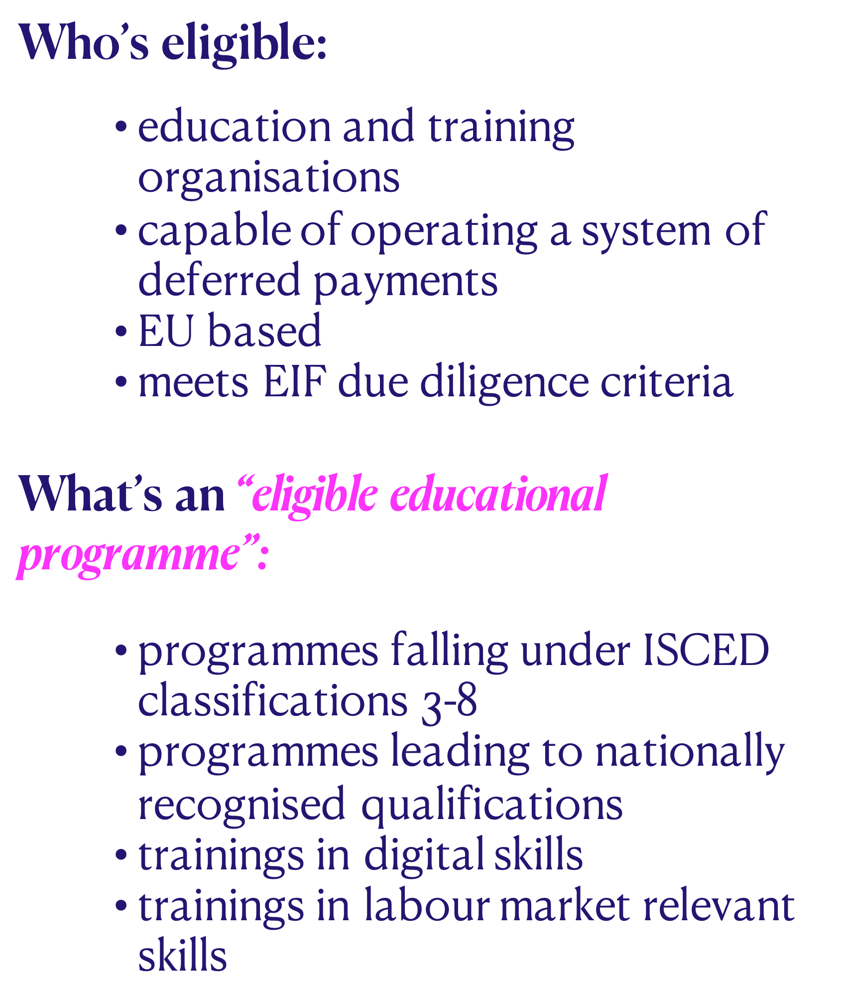 Who’s eligible:
• education and training
organisations
• capable of operating a system of
deferred payments
• EU based
• meets EIF due diligence criteria
What’s an “eligible educational
programme”:
• programmes falling under ISCED
classifications 3-8
• programmes leading to nationally
recognised qualifications
• trainings in digital skills
• trainings in labour market relevant
skills